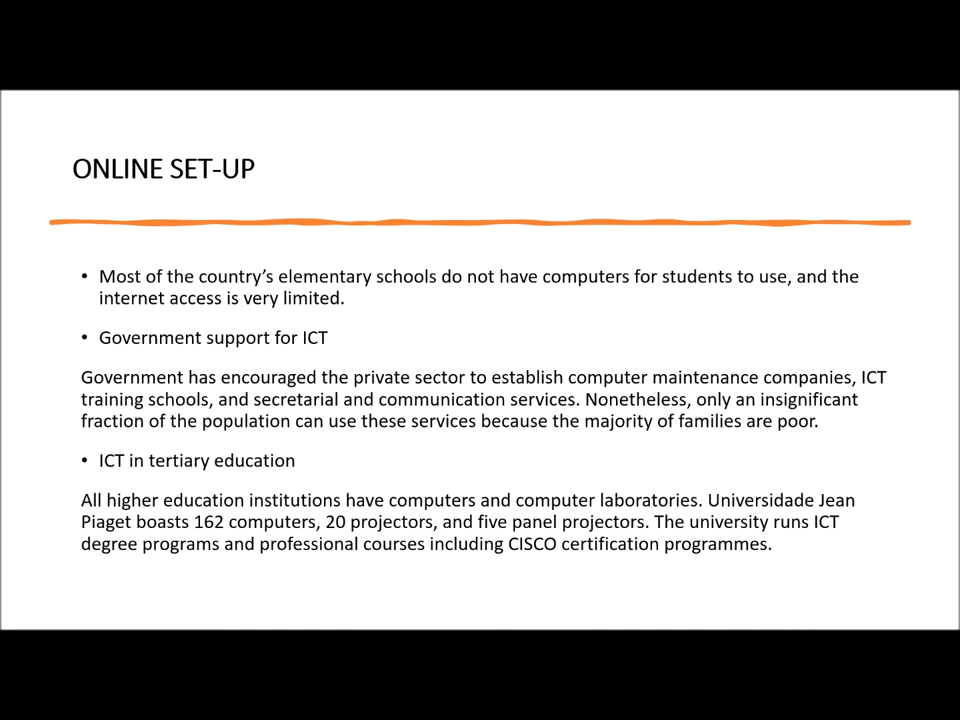 ONLINE SET-UP
• Most of the country’s elementary schools do not have computers for students to use, and the
internet access is very limited.
• Government support for ICT
Government has encouraged the private sector to establish computer maintenance companies, ICT
training schools, and secretarial and communication services. Nonetheless, only an insignificant
fraction of the population can use these services because the majority of families are poor.
• ICT in tertiary education
All higher education institutions have computers and computer laboratories. Universidade Jean
Piaget boasts 162 computers, 20 projectors, and five panel projectors. The university runs ICT
degree programs and professional courses including CISCO certification programmes.